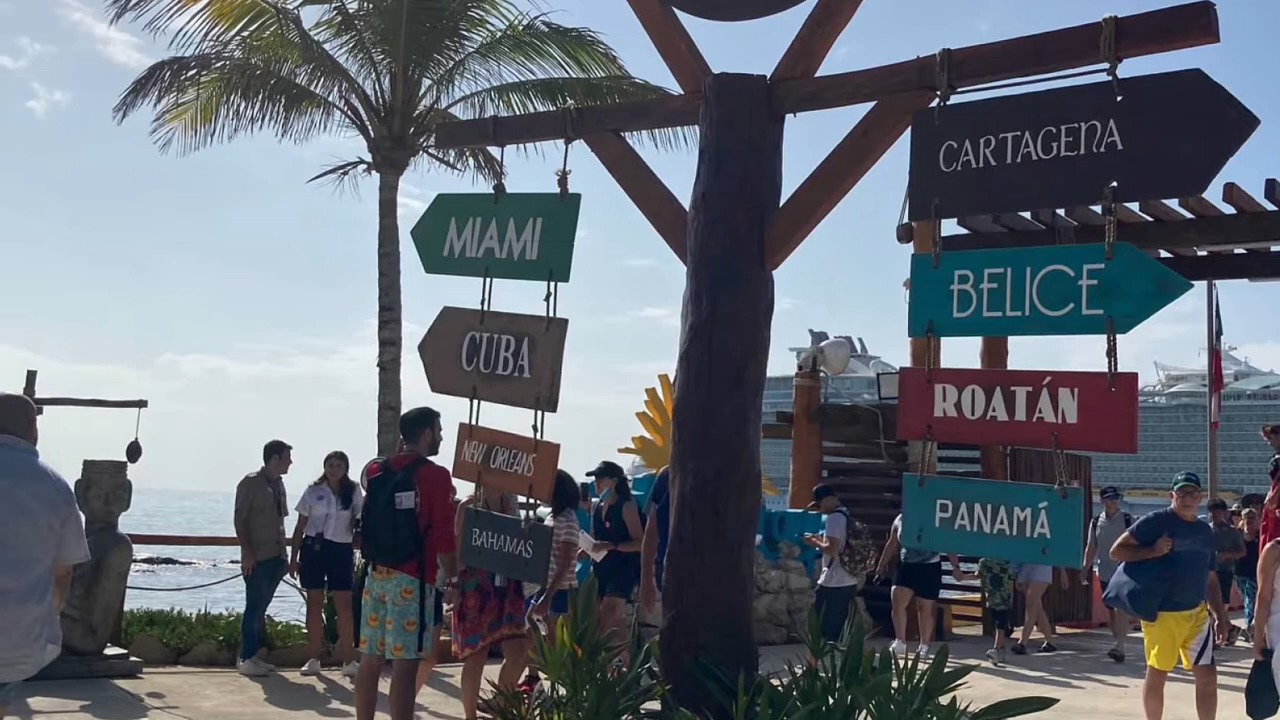 MIAMI
CUBA
NEW ORLEANS
BAHAMAS
CARTAGENA
BELICE
ROATÁN
PANAMÁ